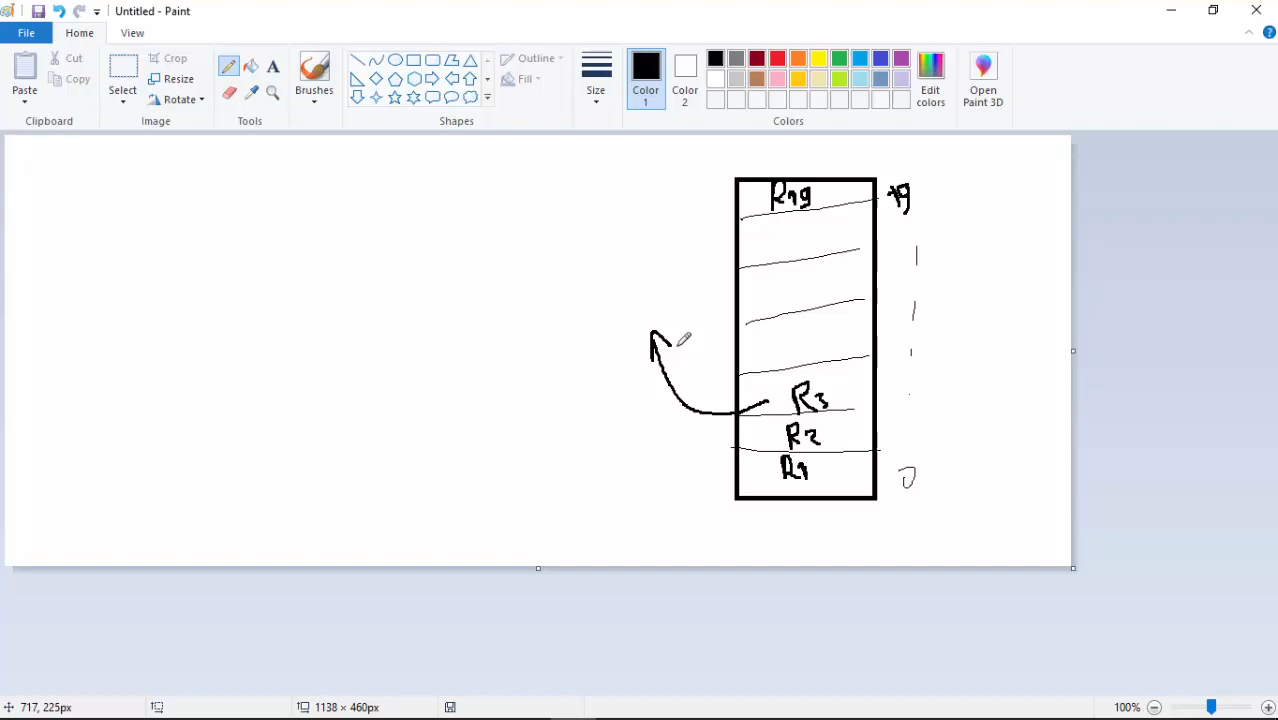 Untitled - Paint
File Home View
Paste Cut Copy
Select Crop Resize Rotate
Brushes
Size
Outline Fill
Color 1 Color 2
Edit colors
Open Paint 3D
Clipboard Image Tools Shapes Colors
R19
R3
R2
R1
0
717, 225px 1138 × 460px 100%